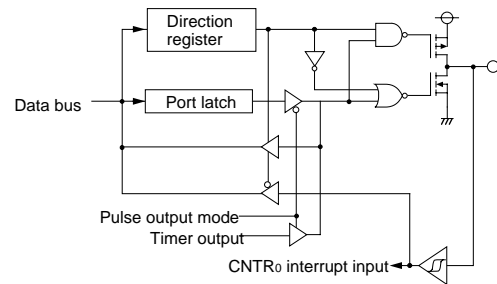 Direction
register
Data bus
Port latch
Pulse output mode
Timer output
CNTR0 interrupt input